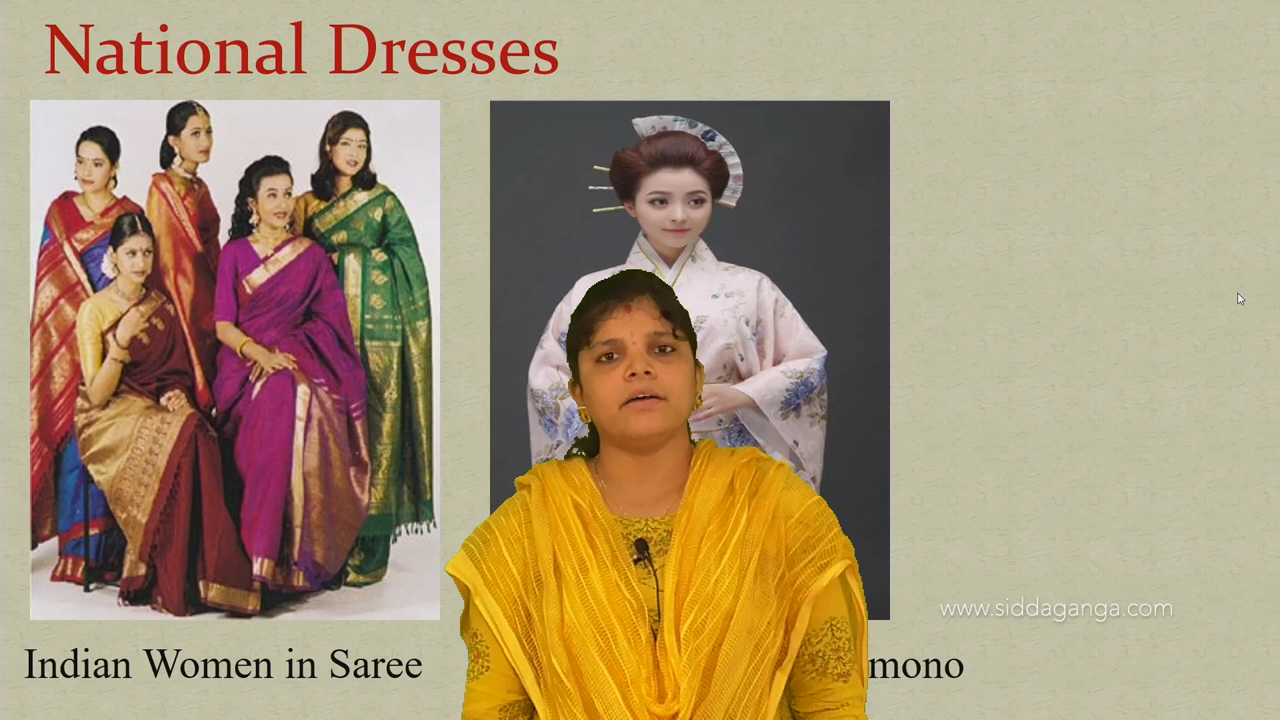 National Dresses
www.siddaganga.com
Indian Women in Saree
mono